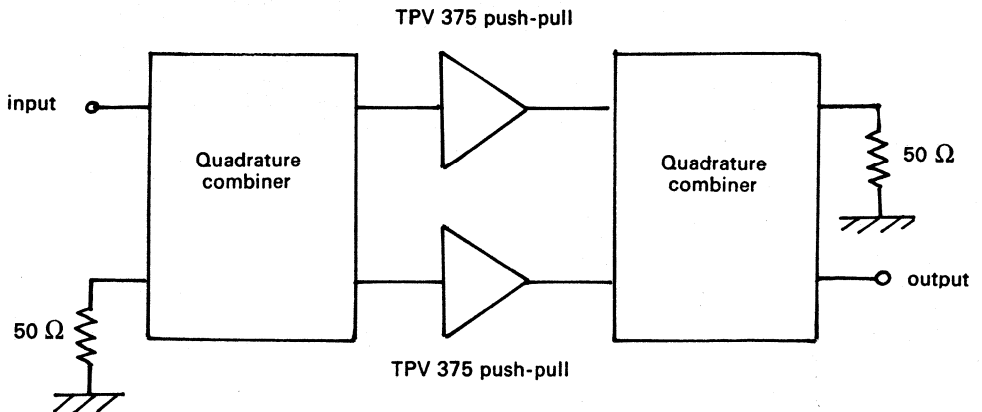 TPV 375 push-pull
input
Quadrature
combiner
Quadrature
combiner
50 Ω
output
50 Ω
TPV 375 push-pull